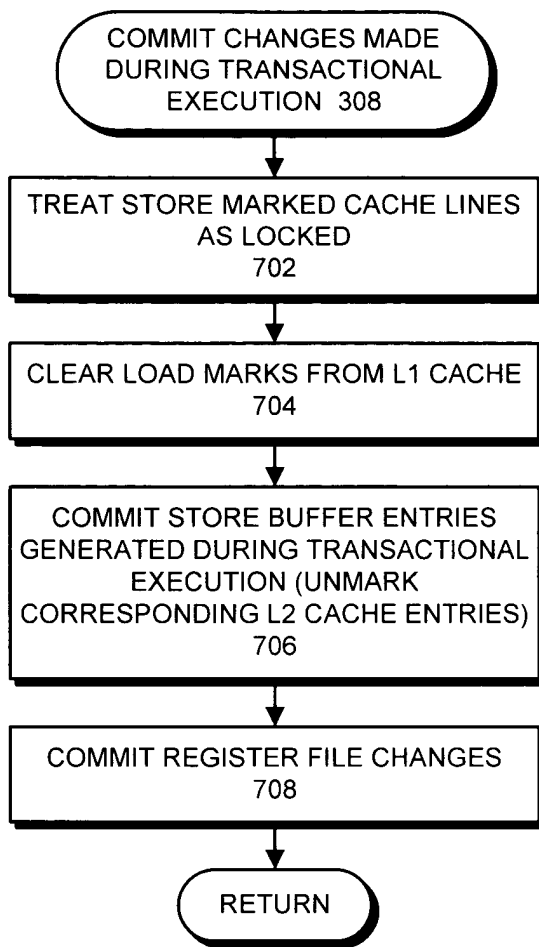 COMMIT CHANGES MADE
DURING TRANSACTIONAL
EXECUTION 308
TREAT STORE MARKED CACHE LINES
AS LOCKED
702
CLEAR LOAD MARKS FROM L1 CACHE
704
COMMIT STORE BUFFER ENTRIES
GENERATED DURING TRANSACTIONAL
EXECUTION (UNMARK
CORRESPONDING L2 CACHE ENTRIES)
706
COMMIT REGISTER FILE CHANGES
708
RETURN